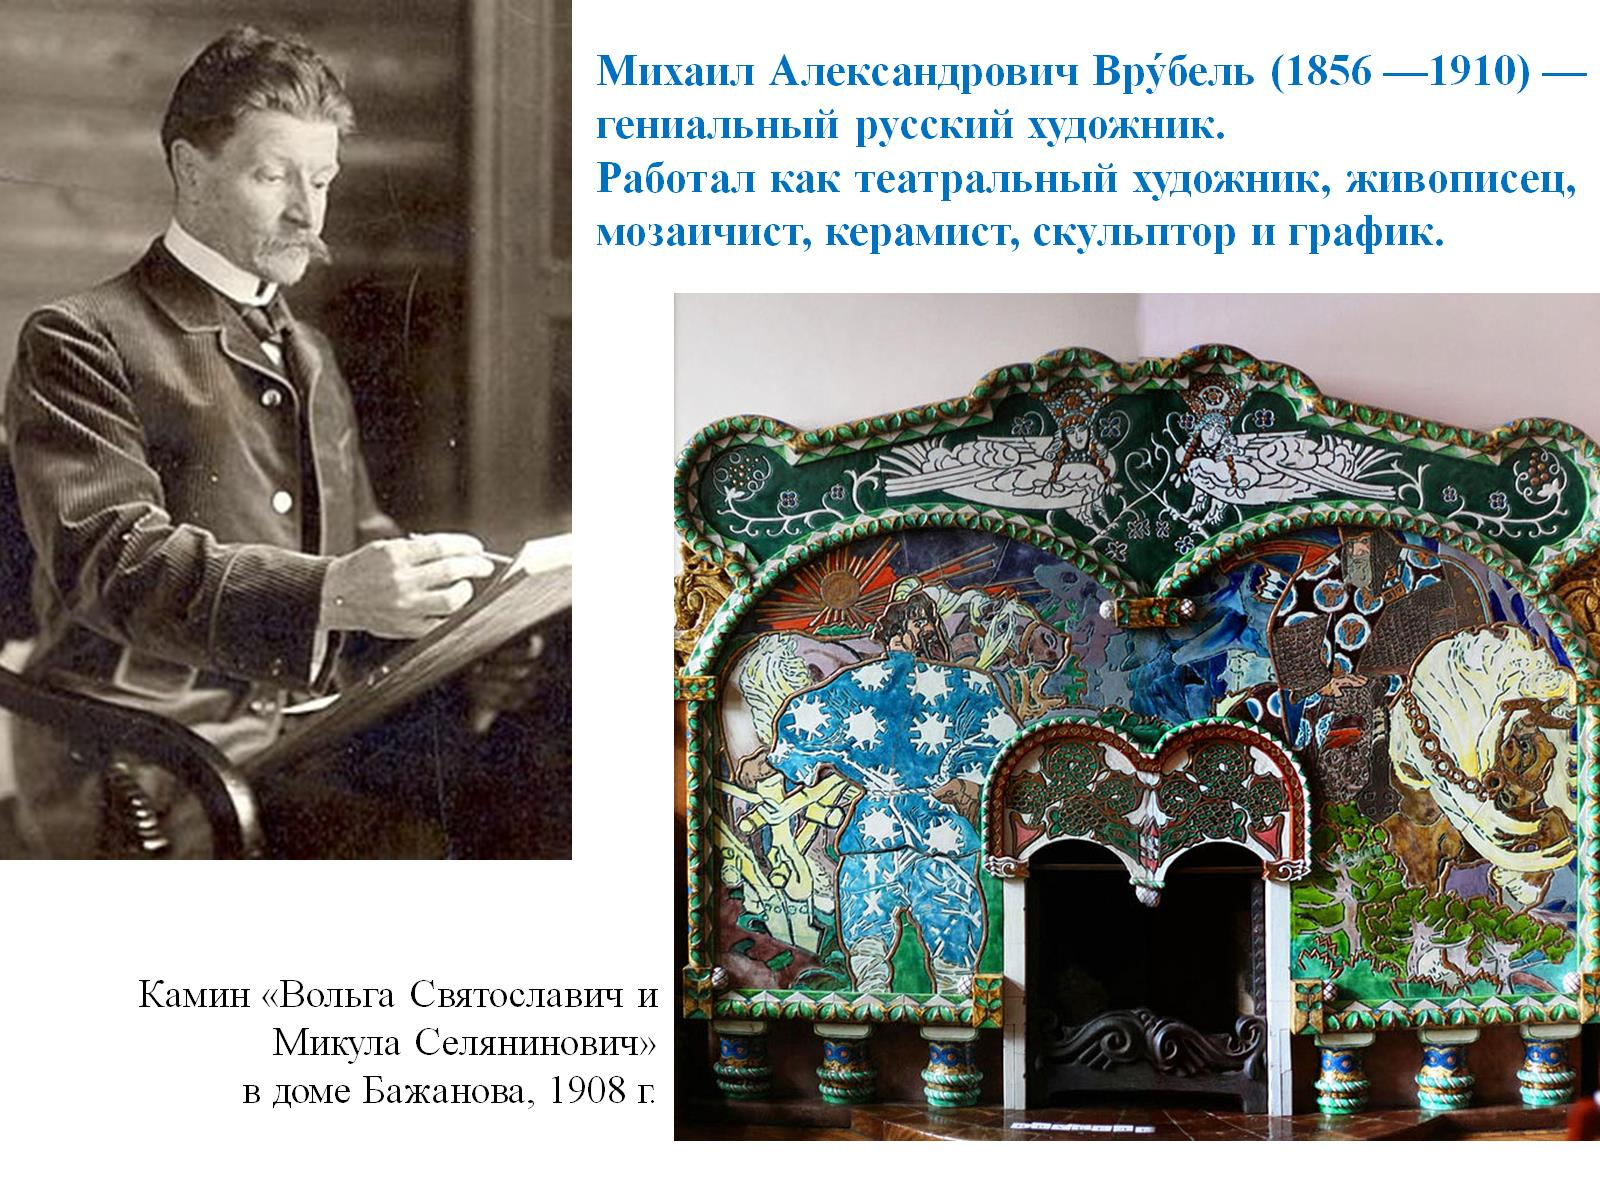 Михаил Александрович Вру́бель (1856 —1910) —
гениальный русский художник.
Работал как театральный художник, живописец,
мозаичист, керамист, скульптор и график.
Камин «Вольга Святославич и
Микула Селянинович»
в доме Бажанова, 1908 г.